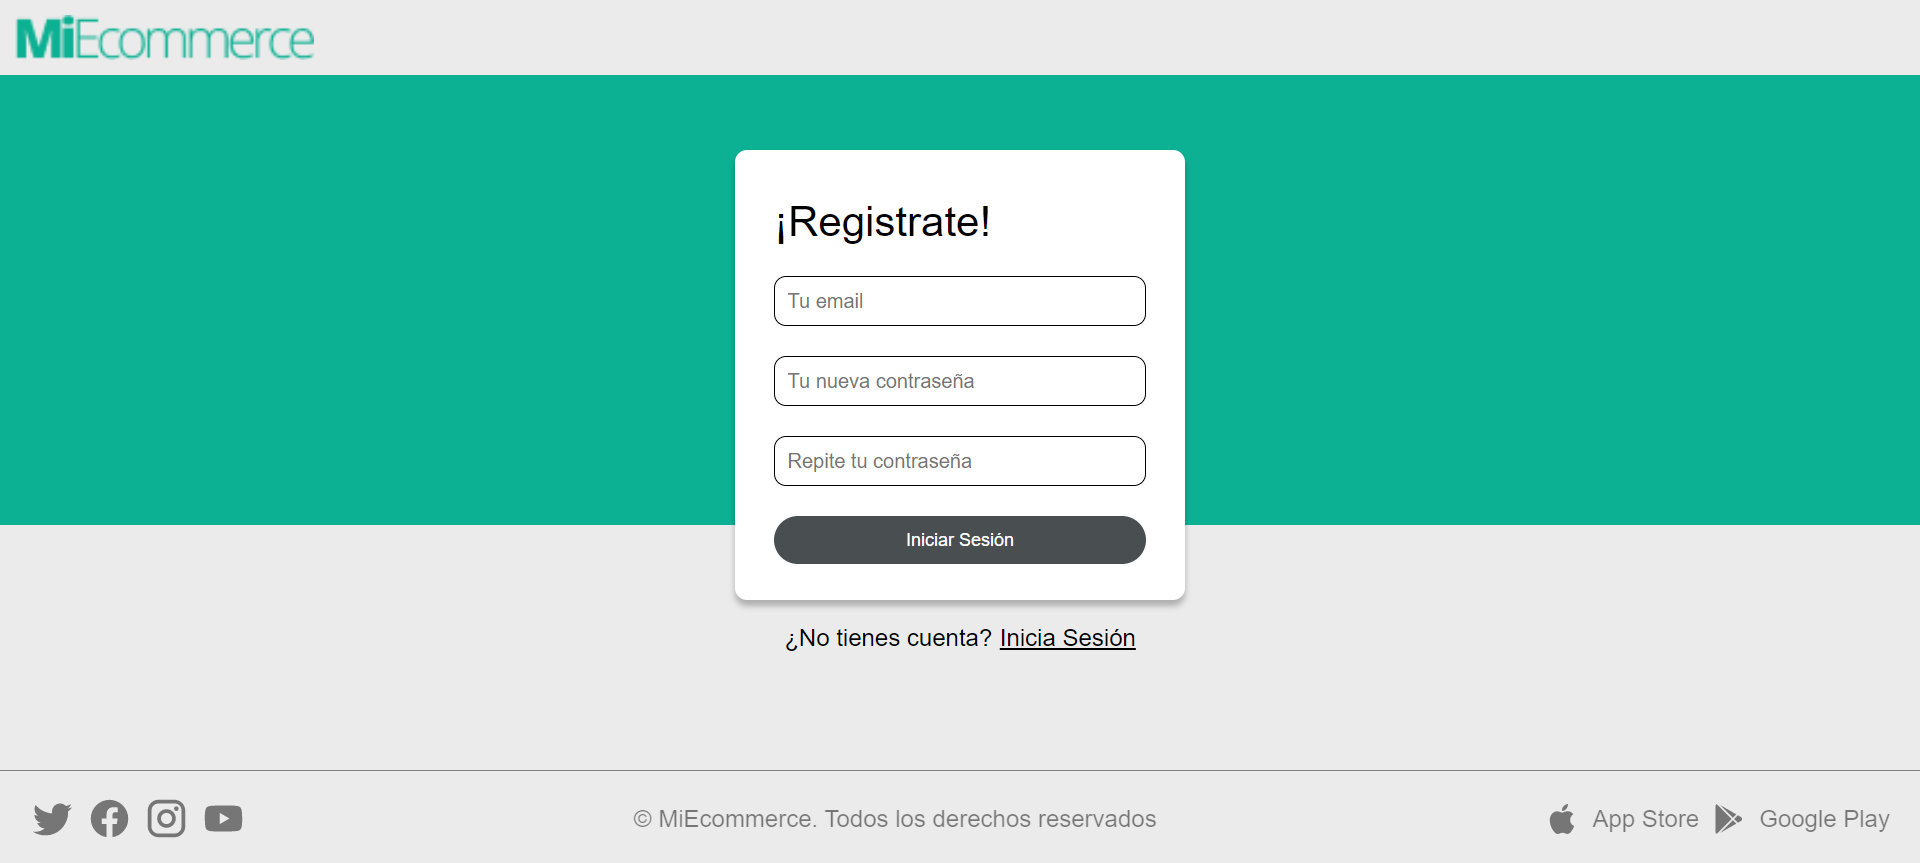 MiEcommerce
¡Registrate!
Tu email
Tu nueva contraseña
Repite tu contraseña
Iniciar Sesión
¿No tienes cuenta? Inicia Sesión
© MiEcommerce. Todos los derechos reservados
App Store
Google Play